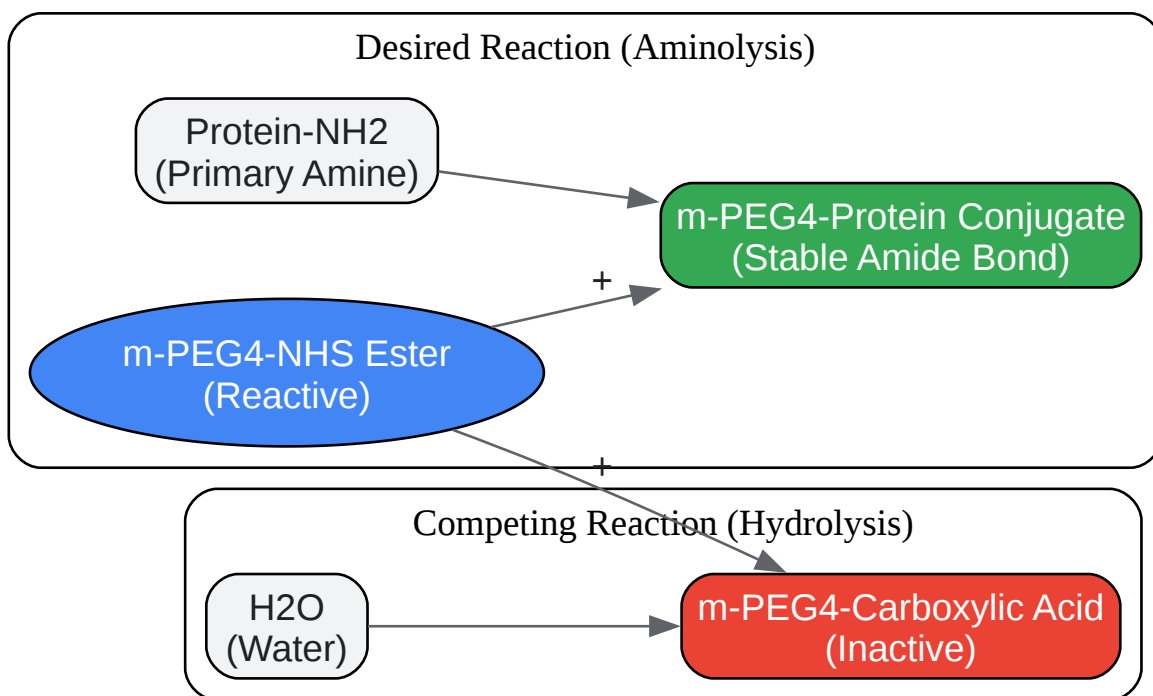 Desired Reaction (Aminolysis)
Protein-NH2
(Primary Amine)
m-PEG4-Protein Conjugate
(Stable Amide Bond)
+
m-PEG4-NHS Ester
(Reactive)
+
Competing Reaction (Hydrolysis)
H2O
(Water)
m-PEG4-Carboxylic Acid
(Inactive)